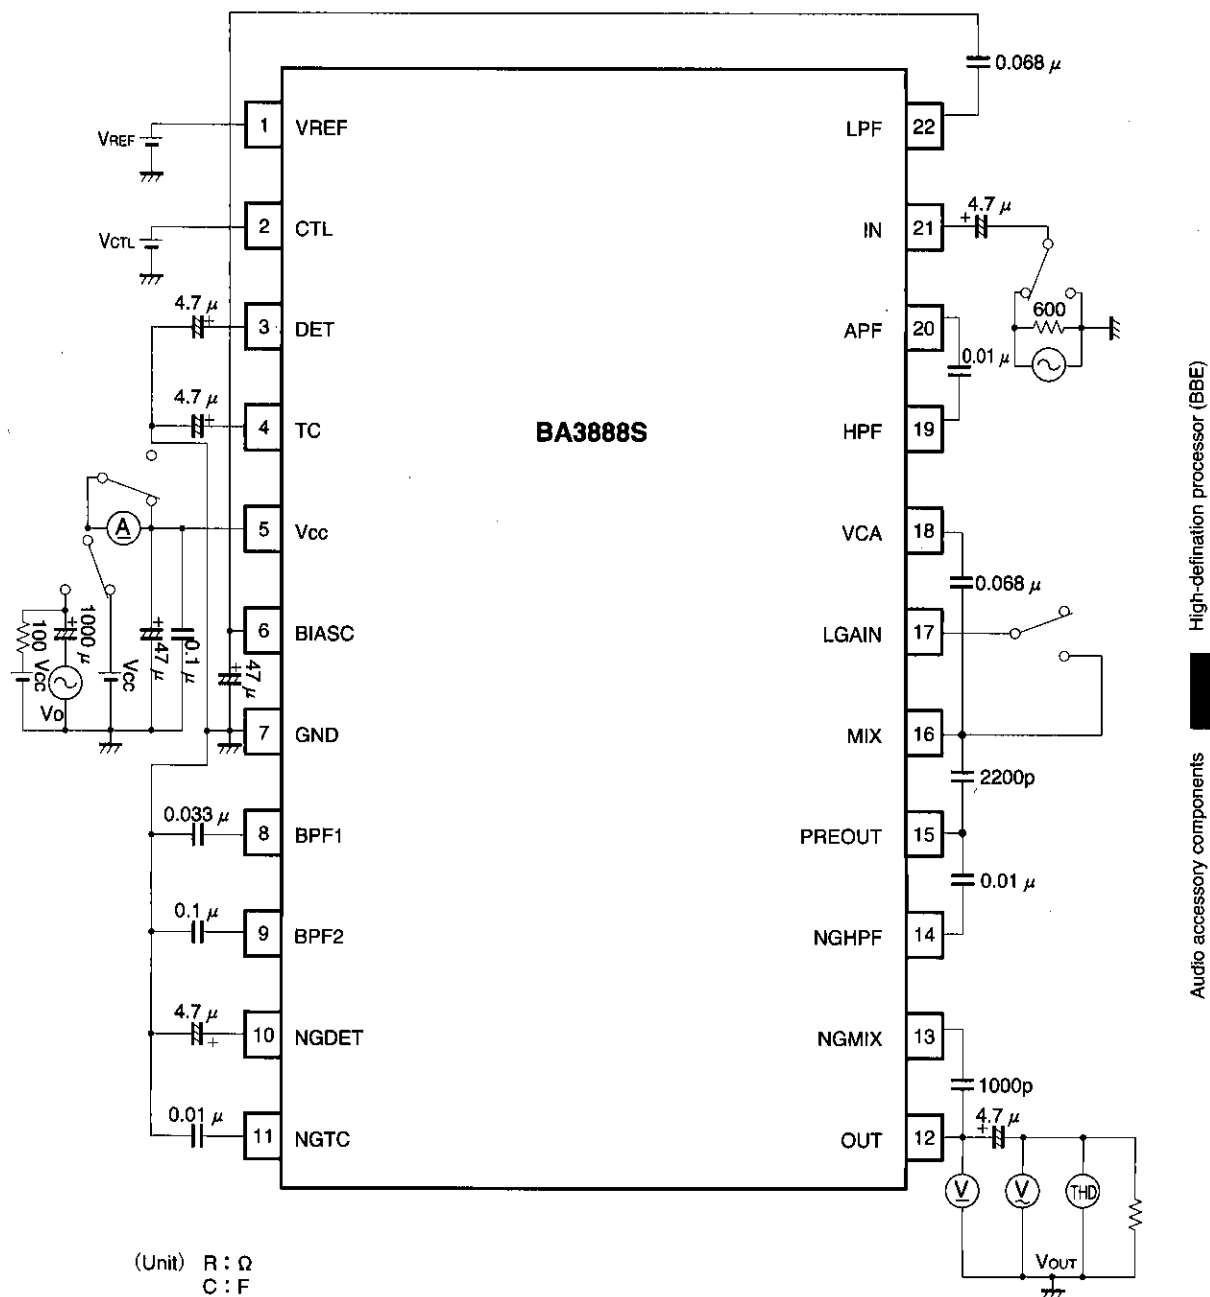 0.068 μ
VREF
1
VREF
LPF
22
VCTL
2
CTL
IN
21
+
4.7 μ
4.7 μ
+
3
DET
APF
20
600
0.01 μ
4.7 μ
+
4
TC
BA3888S
HPF
19
A
5
Vcc
VCA
18
0.068 μ
100
Vcc
+
1000 μ
Vo
Vcc
+
47 μ
0.1 μ
6
BIASC
LGAIN
17
+
47 μ
7
GND
MIX
16
2200p
0.033 μ
8
BPF1
PREOUT
15
0.01 μ
0.1 μ
9
BPF2
NGHPF
14
4.7 μ
+
10
NGDET
NGMIX
13
1000p
0.01 μ
11
NGTC
OUT
12
4.7 μ
+
V
V
THD
VOUT
(Unit) R : Ω
C : F
High-defination processor (BBE)
Audio accessory components